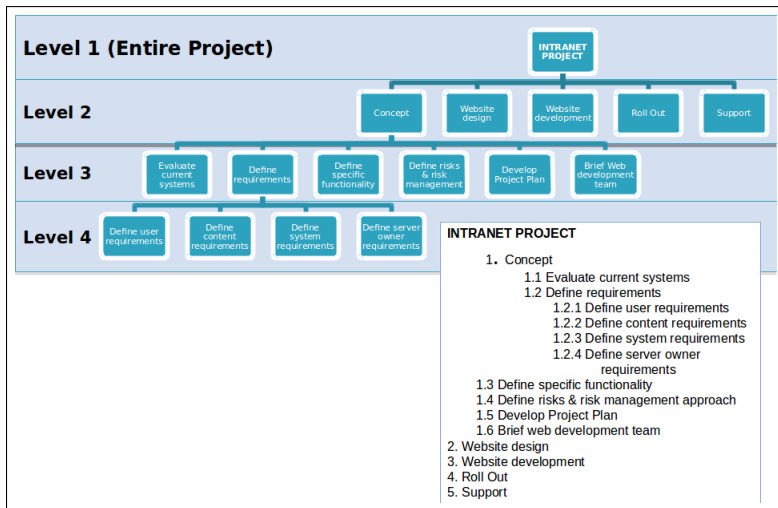 Level 1 (Entire Project)
INTRANET
PROJECT
Level 2
Concept
Website
design
Website
development
Roll Out
Support
Level 3
Evaluate
current
systems
Define
requirements
Define
specific
functionality
Define risks
& risk
management
Develop
Project Plan
Brief Web
development
team
Level 4
Define user
requirements
Define
content
requirements
Define
system
requirements
Define server
owner
requirements
INTRANET PROJECT
1. Concept
1.1 Evaluate current systems
1.2 Define requirements
1.2.1 Define user requirements
1.2.2 Define content requirements
1.2.3 Define system requirements
1.2.4 Define server owner
requirements
1.3 Define specific functionality
1.4 Define risks & risk management approach
1.5 Develop Project Plan
1.6 Brief web development team
2. Website design
3. Website development
4. Roll Out
5. Support